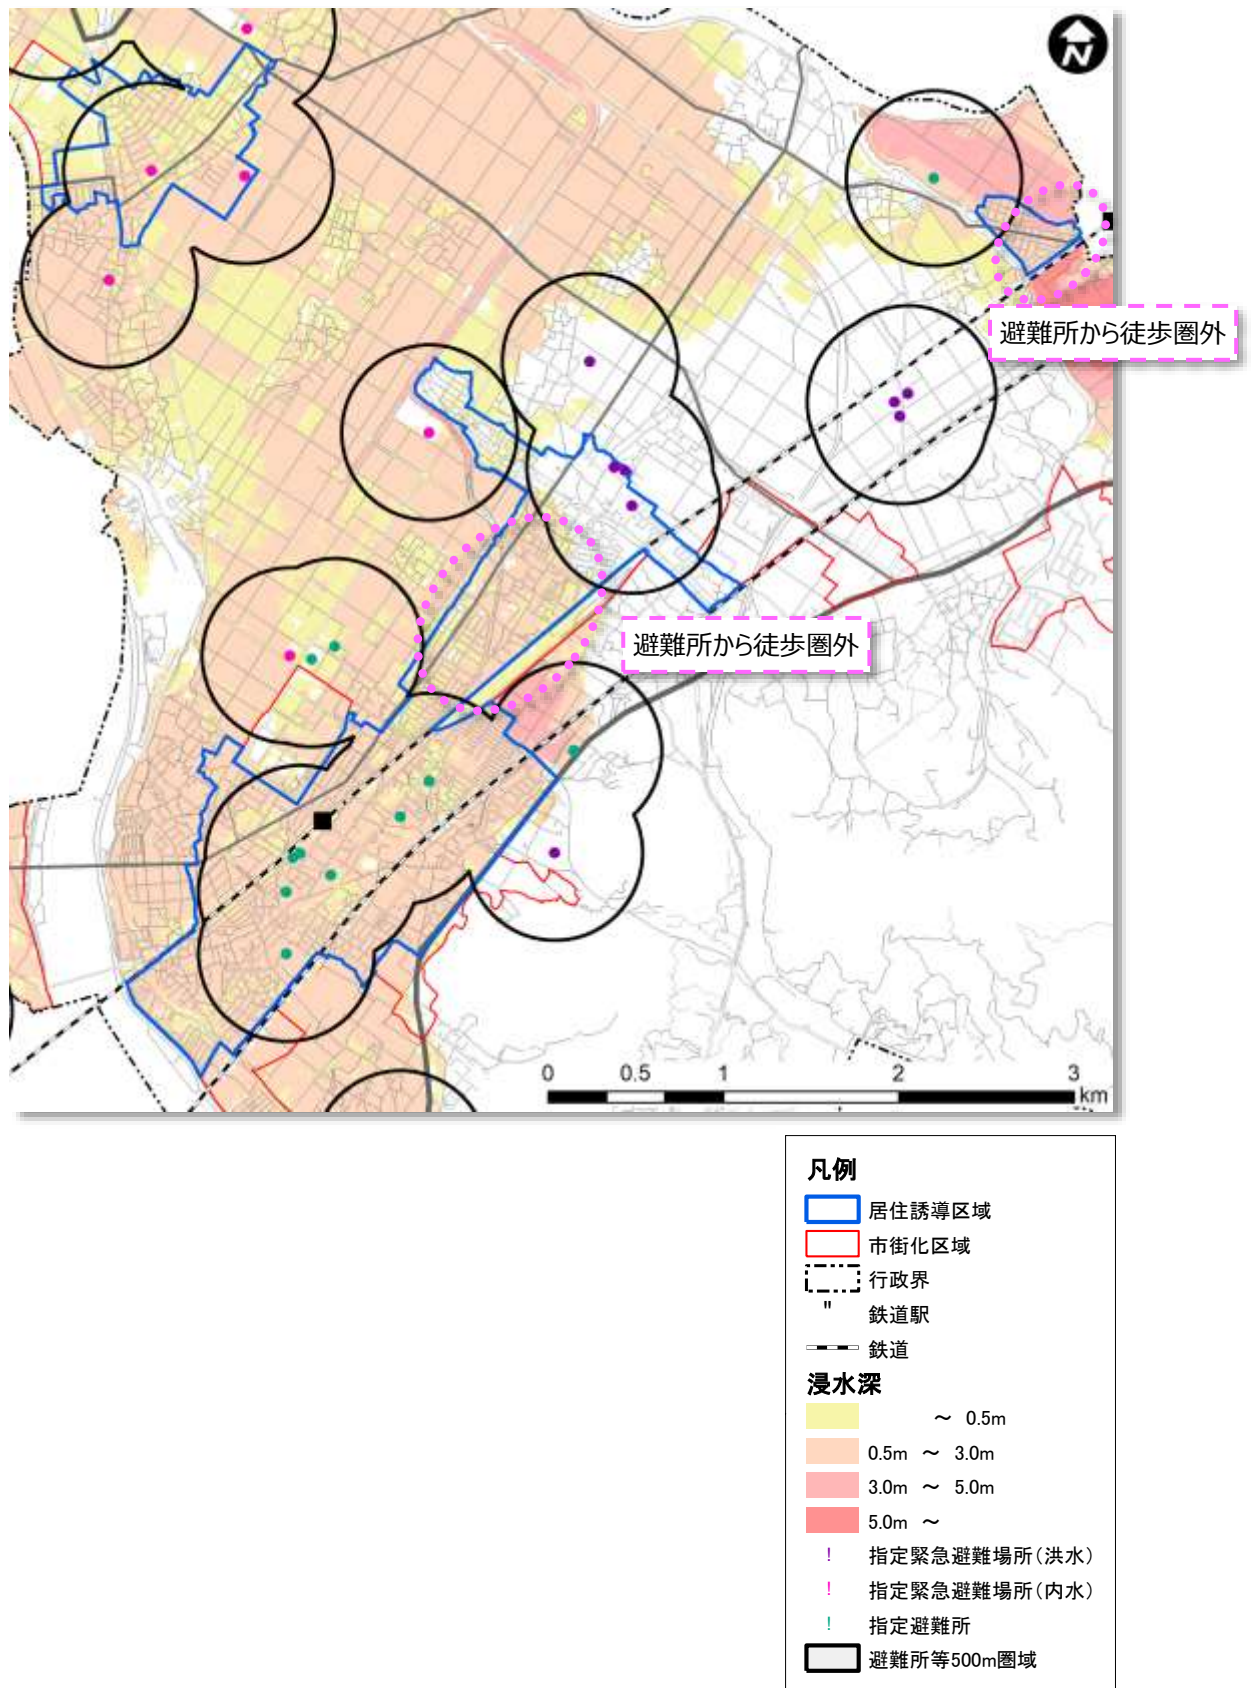 N
避難所から徒歩圏外
避難所から徒歩圏外
0 0.5 1 2 3
km
凡例
居住誘導区域
市街化区域
行政界
" 鉄道駅
鉄道
浸水深
～ 0.5m
0.5m ～ 3.0m
3.0m ～ 5.0m
5.0m ～
! 指定緊急避難場所(洪水)
! 指定緊急避難場所(内水)
! 指定避難所
避難所等500m圏域